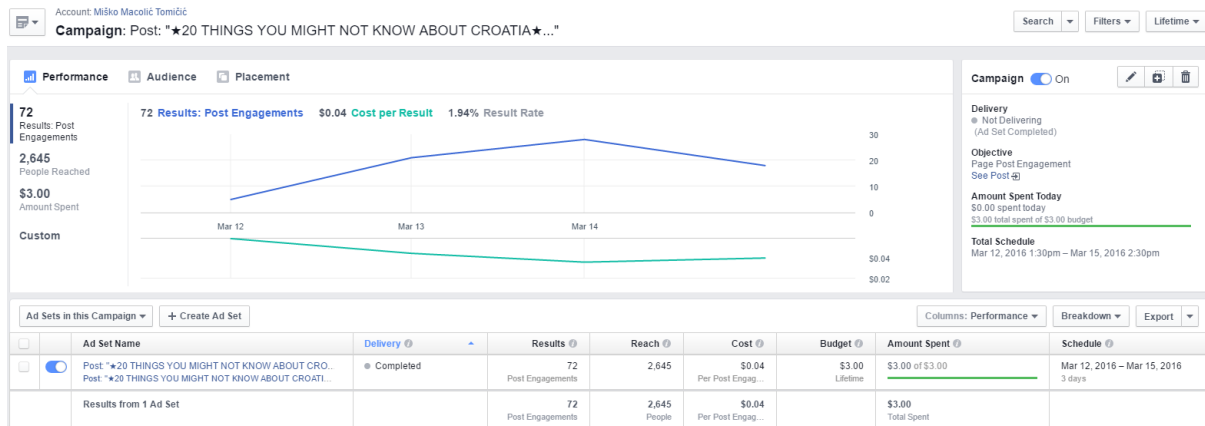 Account: Miško Macolić Tomičić
Campaign: Post: "★20 THINGS YOU MIGHT NOT KNOW ABOUT CROATIA★..."
Search
Filters
Lifetime
Performance
Audience
Placement
72
Results: Post
Engagements
2,645
People Reached
$3.00
Amount Spent
Custom
72 Results: Post Engagements $0.04 Cost per Result 1.94% Result Rate
30
20
10
0
Mar 12 Mar 13 Mar 14
$0.04
$0.02
Campaign On
Delivery
Not Delivering
(Ad Set Completed)
Objective
Page Post Engagement
See Post
Amount Spent Today
$0.00 spent today
$3.00 total spent of $3.00 budget
Total Schedule
Mar 12, 2016 1:30pm – Mar 15, 2016 2:30pm
Ad Sets in this Campaign + Create Ad Set Columns: Performance Breakdown Export
Ad Set Name Delivery Results Reach Cost Budget Amount Spent Schedule
Post: "★20 THINGS YOU MIGHT NOT KNOW ABOUT CRO... Completed 72 2,645 $0.04 $3.00 $3.00 of $3.00 Mar 12, 2016 – Mar 15, 2016
Post: "★20 THINGS YOU MIGHT NOT KNOW ABOUT CROATI... Post Engagements Per Post Engag... Lifetime 3 days
Results from 1 Ad Set 72 2,645 $0.04 $3.00
Post Engagements People Per Post Engag... Total Spent